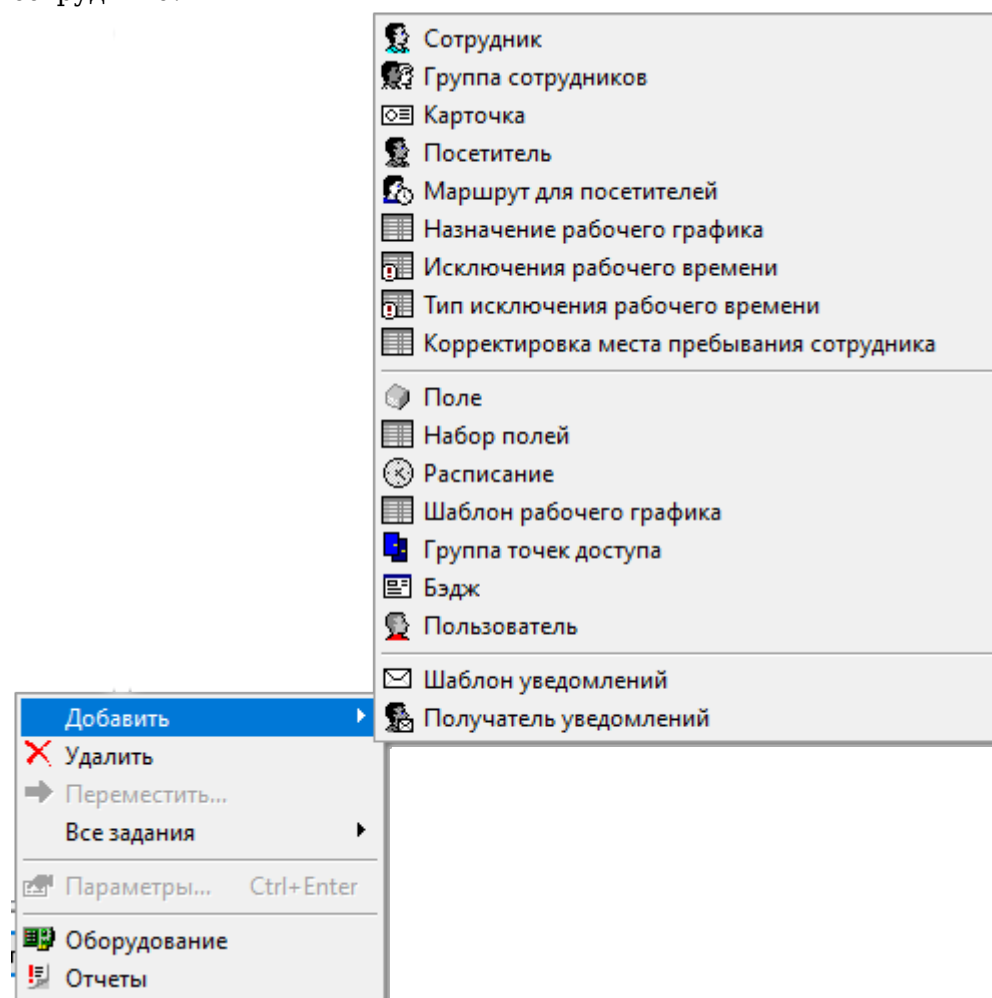 Сотрудник
Группа сотрудников
Карточка
Посетитель
Маршрут для посетителей
Назначение рабочего графика
Исключения рабочего времени
Тип исключения рабочего времени
Корректировка места пребывания сотрудника
Поле
Набор полей
Расписание
Шаблон рабочего графика
Группа точек доступа
Бэдж
Пользователь
Шаблон уведомлений
Получатель уведомлений
Добавить
Удалить
Переместить...
Все задания
Параметры... Ctrl+Enter
Оборудование
Отчеты